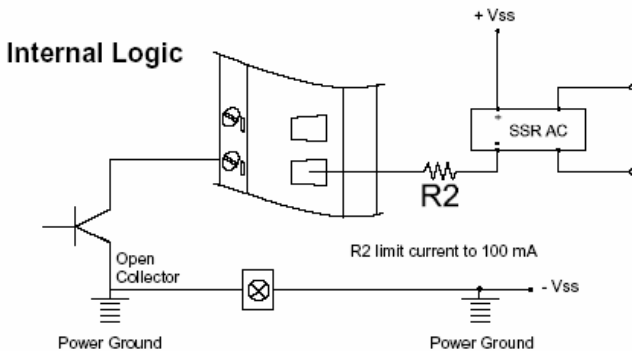 + Vss
Internal Logic
+
-
SSR AC
R2
R2 limit current to 100 mA
Open
Collector
- Vss
Power Ground
Power Ground